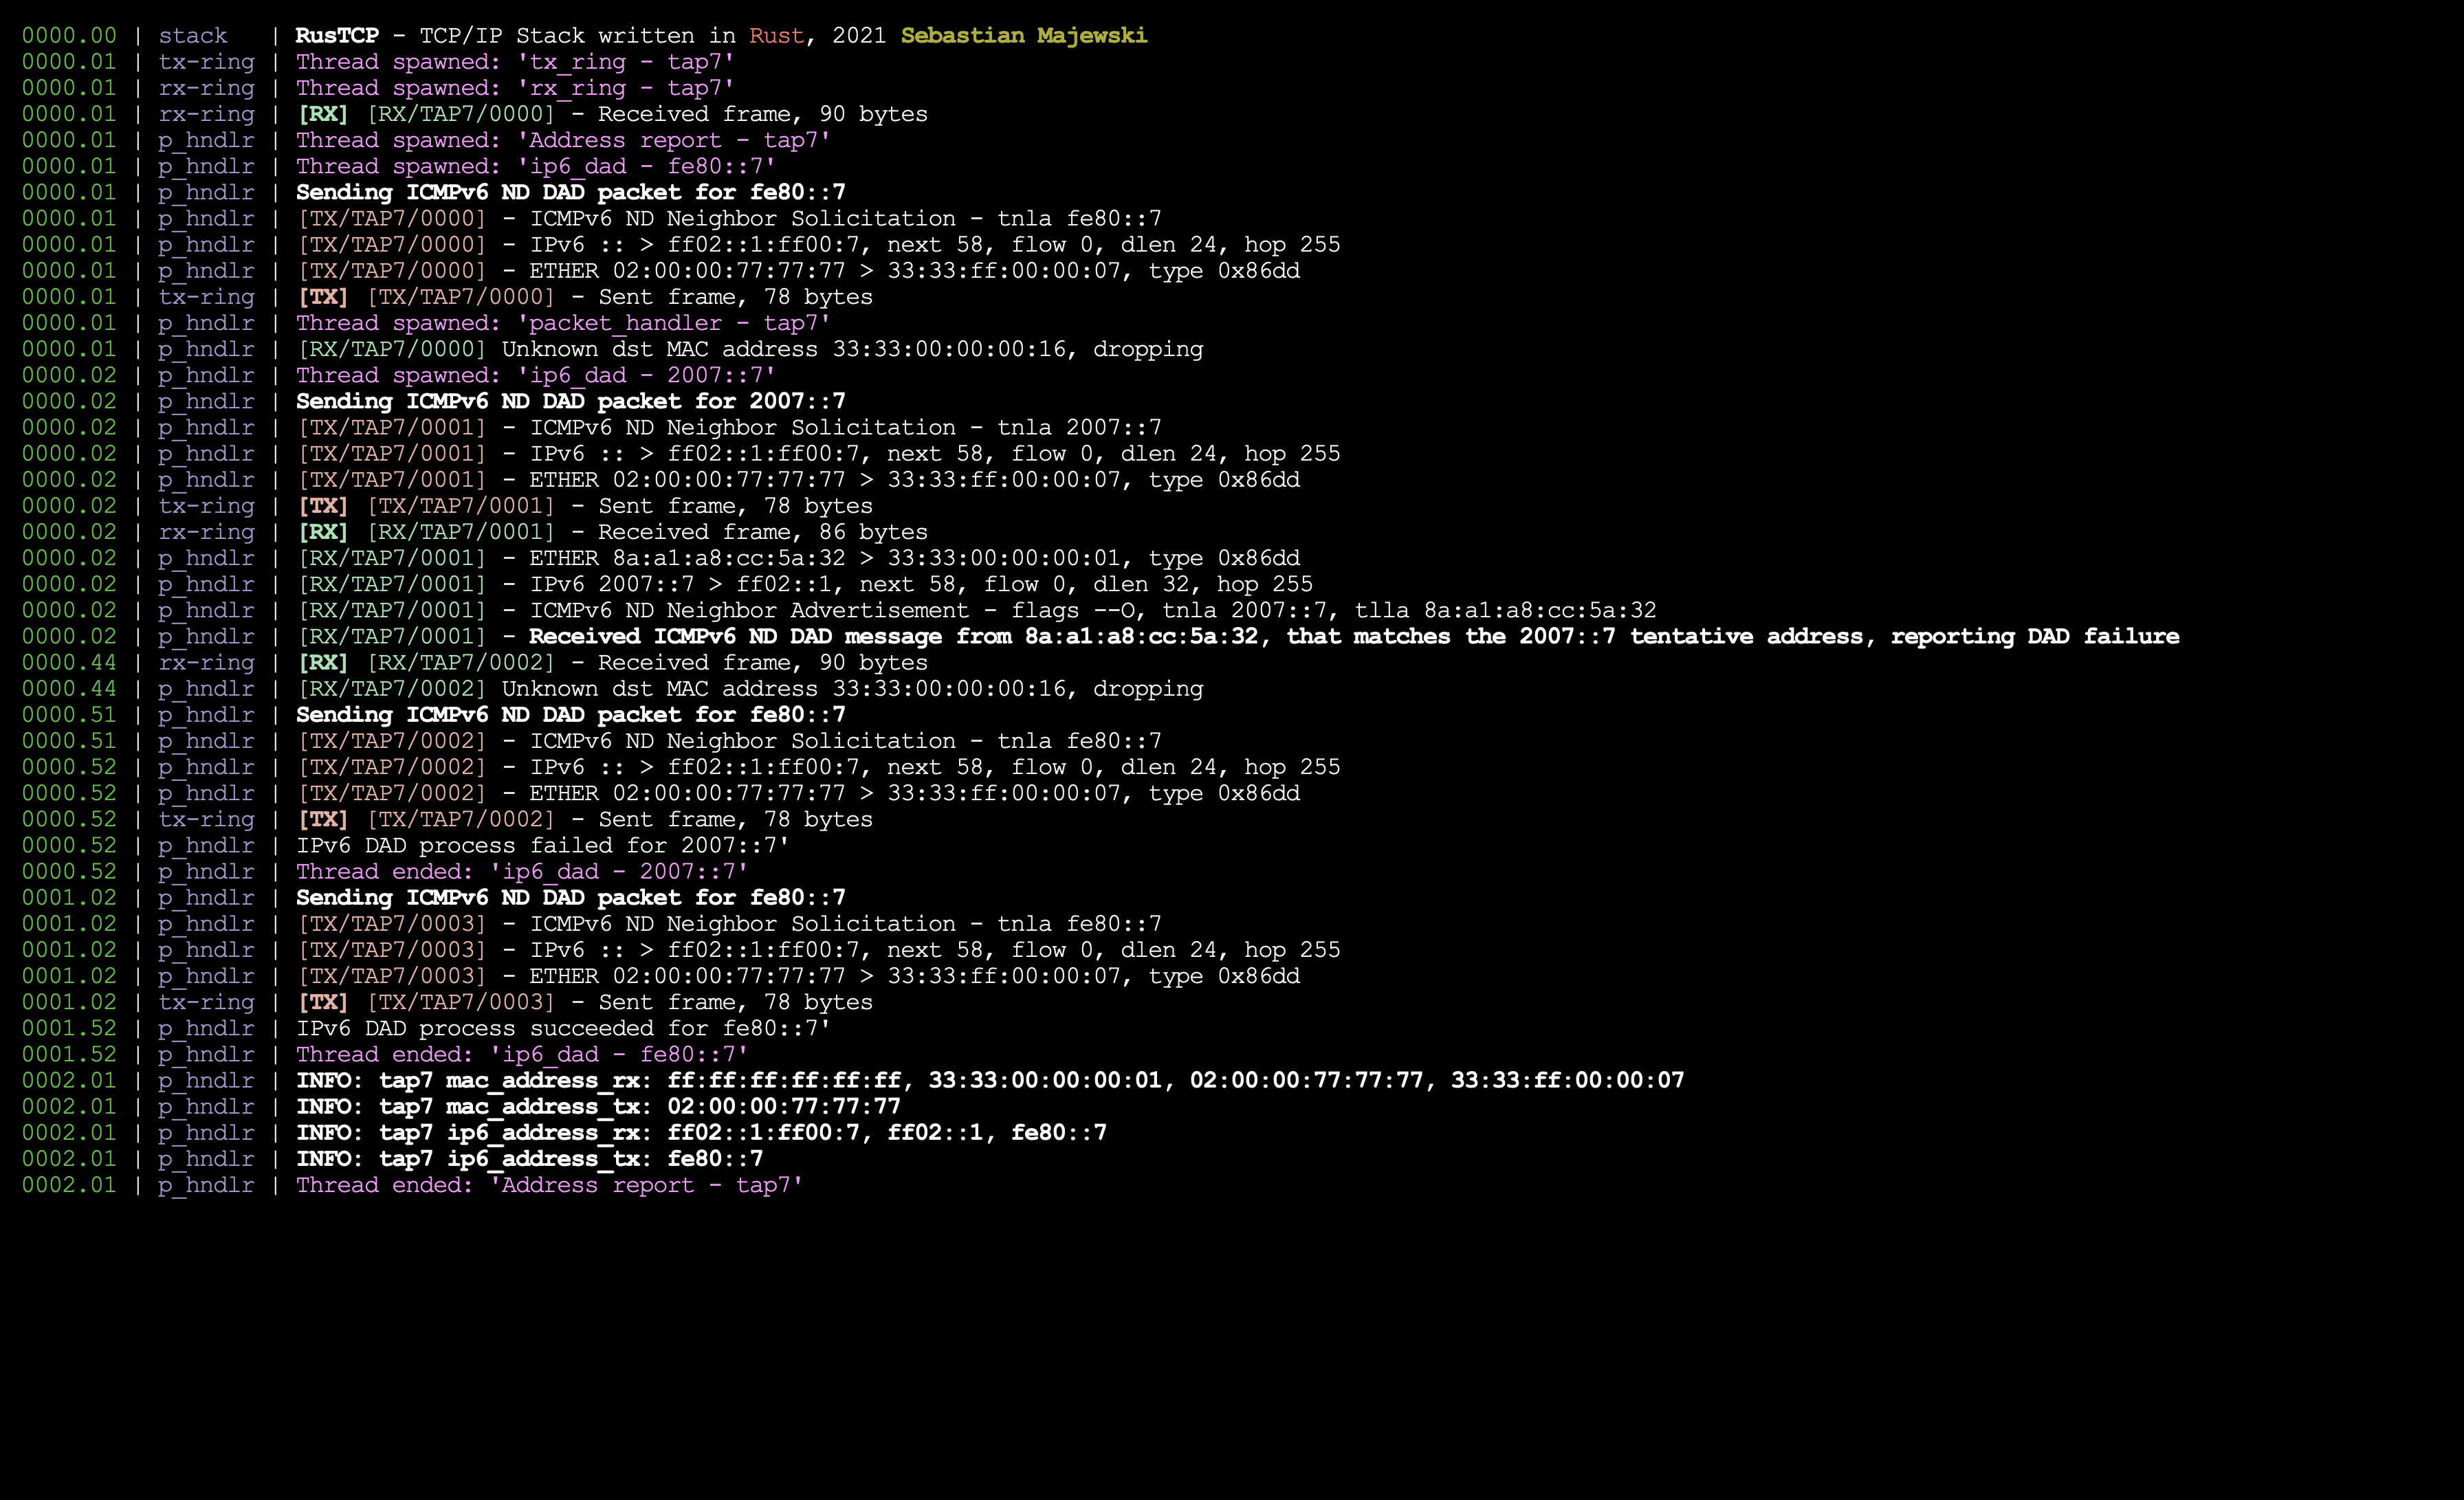 0000.00 | stack   | RusTCP - TCP/IP Stack written in Rust, 2021 Sebastian Majewski
0000.01 | tx-ring | Thread spawned: 'tx_ring - tap7'
0000.01 | rx-ring | Thread spawned: 'rx_ring - tap7'
0000.01 | rx-ring | [RX] [RX/TAP7/0000] - Received frame, 90 bytes
0000.01 | p_hndlr | Thread spawned: 'Address report - tap7'
0000.01 | p_hndlr | Thread spawned: 'ip6_dad - fe80::7'
0000.01 | p_hndlr | Sending ICMPv6 ND DAD packet for fe80::7
0000.01 | p_hndlr | [TX/TAP7/0000] - ICMPv6 ND Neighbor Solicitation - tnla fe80::7
0000.01 | p_hndlr | [TX/TAP7/0000] - IPv6 :: > ff02::1:ff00:7, next 58, flow 0, dlen 24, hop 255
0000.01 | p_hndlr | [TX/TAP7/0000] - ETHER 02:00:00:77:77:77 > 33:33:ff:00:00:07, type 0x86dd
0000.01 | tx-ring | [TX] [TX/TAP7/0000] - Sent frame, 78 bytes
0000.01 | p_hndlr | Thread spawned: 'packet_handler - tap7'
0000.01 | p_hndlr | [RX/TAP7/0000] Unknown dst MAC address 33:33:00:00:00:16, dropping
0000.02 | p_hndlr | Thread spawned: 'ip6_dad - 2007::7'
0000.02 | p_hndlr | Sending ICMPv6 ND DAD packet for 2007::7
0000.02 | p_hndlr | [TX/TAP7/0001] - ICMPv6 ND Neighbor Solicitation - tnla 2007::7
0000.02 | p_hndlr | [TX/TAP7/0001] - IPv6 :: > ff02::1:ff00:7, next 58, flow 0, dlen 24, hop 255
0000.02 | p_hndlr | [TX/TAP7/0001] - ETHER 02:00:00:77:77:77 > 33:33:ff:00:00:07, type 0x86dd
0000.02 | tx-ring | [TX] [TX/TAP7/0001] - Sent frame, 78 bytes
0000.02 | rx-ring | [RX] [RX/TAP7/0001] - Received frame, 86 bytes
0000.02 | p_hndlr | [RX/TAP7/0001] - ETHER 8a:a1:a8:cc:5a:32 > 33:33:00:00:00:01, type 0x86dd
0000.02 | p_hndlr | [RX/TAP7/0001] - IPv6 2007::7 > ff02::1, next 58, flow 0, dlen 32, hop 255
0000.02 | p_hndlr | [RX/TAP7/0001] - ICMPv6 ND Neighbor Advertisement - flags --O, tnla 2007::7, tlla 8a:a1:a8:cc:5a:32
0000.02 | p_hndlr | [RX/TAP7/0001] - Received ICMPv6 ND DAD message from 8a:a1:a8:cc:5a:32, that matches the 2007::7 tentative address, reporting DAD failure
0000.44 | rx-ring | [RX] [RX/TAP7/0002] - Received frame, 90 bytes
0000.44 | p_hndlr | [RX/TAP7/0002] Unknown dst MAC address 33:33:00:00:00:16, dropping
0000.51 | p_hndlr | Sending ICMPv6 ND DAD packet for fe80::7
0000.51 | p_hndlr | [TX/TAP7/0002] - ICMPv6 ND Neighbor Solicitation - tnla fe80::7
0000.52 | p_hndlr | [TX/TAP7/0002] - IPv6 :: > ff02::1:ff00:7, next 58, flow 0, dlen 24, hop 255
0000.52 | p_hndlr | [TX/TAP7/0002] - ETHER 02:00:00:77:77:77 > 33:33:ff:00:00:07, type 0x86dd
0000.52 | tx-ring | [TX] [TX/TAP7/0002] - Sent frame, 78 bytes
0000.52 | p_hndlr | IPv6 DAD process failed for 2007::7'
0000.52 | p_hndlr | Thread ended: 'ip6_dad - 2007::7'
0001.02 | p_hndlr | Sending ICMPv6 ND DAD packet for fe80::7
0001.02 | p_hndlr | [TX/TAP7/0003] - ICMPv6 ND Neighbor Solicitation - tnla fe80::7
0001.02 | p_hndlr | [TX/TAP7/0003] - IPv6 :: > ff02::1:ff00:7, next 58, flow 0, dlen 24, hop 255
0001.02 | p_hndlr | [TX/TAP7/0003] - ETHER 02:00:00:77:77:77 > 33:33:ff:00:00:07, type 0x86dd
0001.02 | tx-ring | [TX] [TX/TAP7/0003] - Sent frame, 78 bytes
0001.52 | p_hndlr | IPv6 DAD process succeeded for fe80::7'
0001.52 | p_hndlr | Thread ended: 'ip6_dad - fe80::7'
0002.01 | p_hndlr | INFO: tap7 mac_address_rx: ff:ff:ff:ff:ff:ff, 33:33:00:00:00:01, 02:00:00:77:77:77, 33:33:ff:00:00:07
0002.01 | p_hndlr | INFO: tap7 mac_address_tx: 02:00:00:77:77:77
0002.01 | p_hndlr | INFO: tap7 ip6_address_rx: ff02::1:ff00:7, ff02::1, fe80::7
0002.01 | p_hndlr | INFO: tap7 ip6_address_tx: fe80::7
0002.01 | p_hndlr | Thread ended: 'Address report - tap7'